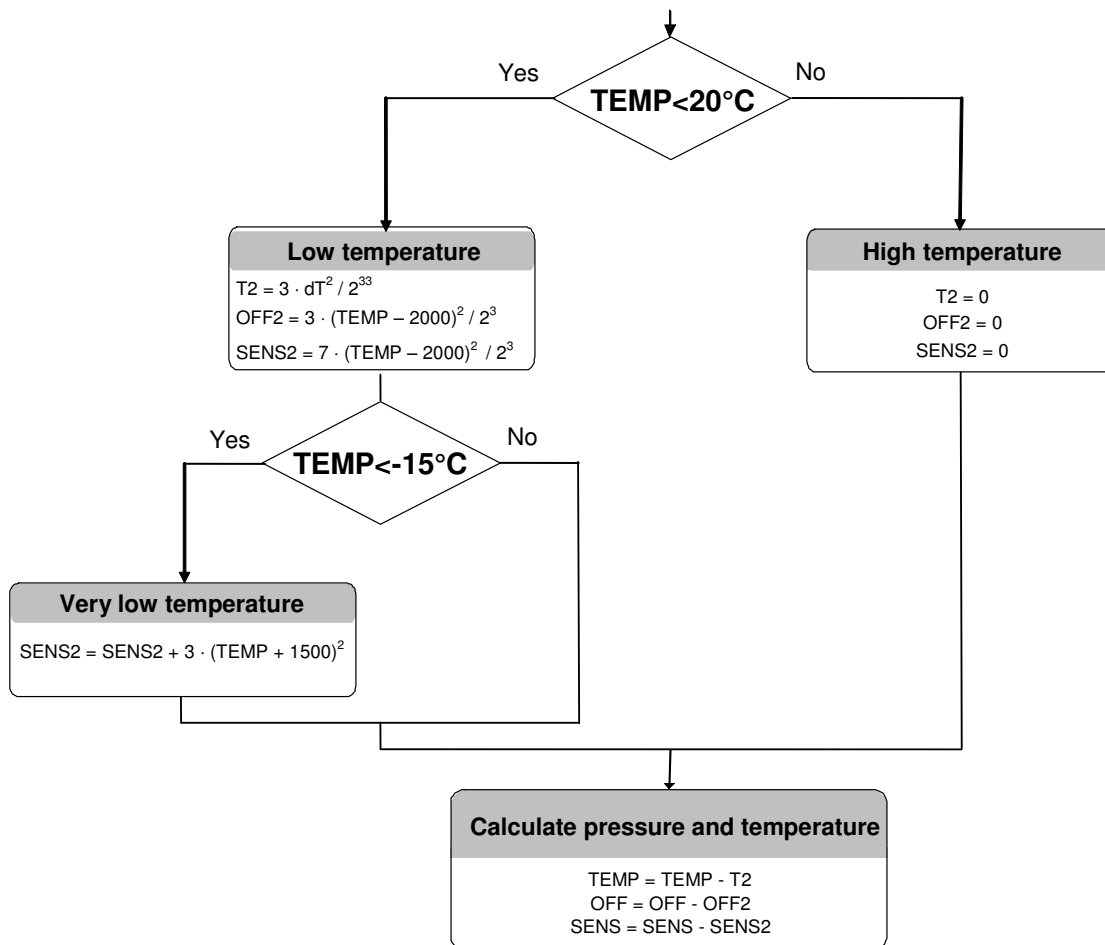 Yes
No
TEMP<20°C
Low temperature
T2 = 3 · dT² / 2³³
OFF2 = 3 · (TEMP – 2000)² / 2³
SENS2 = 7 · (TEMP – 2000)² / 2³
High temperature
T2 = 0
OFF2 = 0
SENS2 = 0
Yes
No
TEMP<-15°C
Very low temperature
SENS2 = SENS2 + 3 · (TEMP + 1500)²
Calculate pressure and temperature
TEMP = TEMP - T2
OFF = OFF - OFF2
SENS = SENS - SENS2